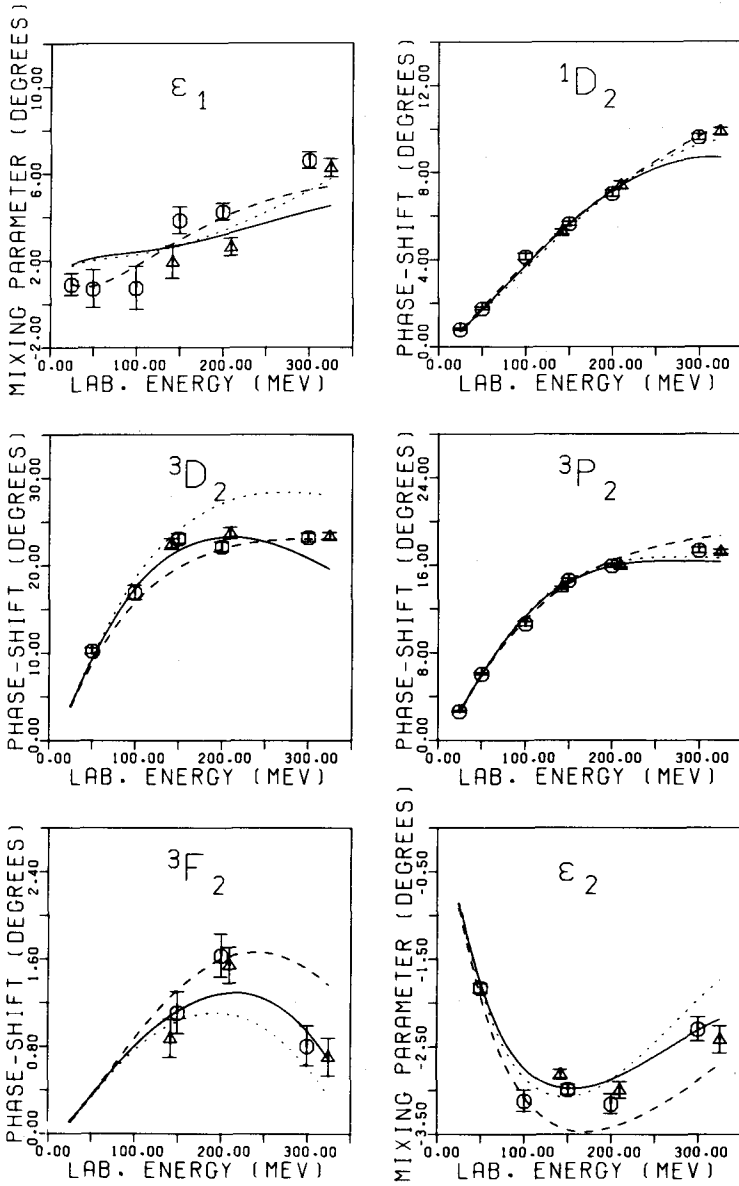 MIXING PARAMETER (DEGREES)
10.00
6.00
2.00
-2.00
ε1
0.00 100.00 200.00 300.00
LAB. ENERGY (MEV)
PHASE-SHIFT (DEGREES)
12.00
8.00
4.00
0.00
1D2
0.00 100.00 200.00 300.00
LAB. ENERGY (MEV)
PHASE-SHIFT (DEGREES)
30.00
20.00
10.00
0.00
3D2
0.00 100.00 200.00 300.00
LAB. ENERGY (MEV)
PHASE-SHIFT (DEGREES)
24.00
16.00
8.00
0.00
3P2
0.00 100.00 200.00 300.00
LAB. ENERGY (MEV)
PHASE-SHIFT (DEGREES)
2.40
1.60
0.80
0.00
3F2
0.00 100.00 200.00 300.00
LAB. ENERGY (MEV)
MIXING PARAMETER (DEGREES)
-0.50
-1.50
-2.50
-3.50
ε2
0.00 100.00 200.00 300.00
LAB. ENERGY (MEV)